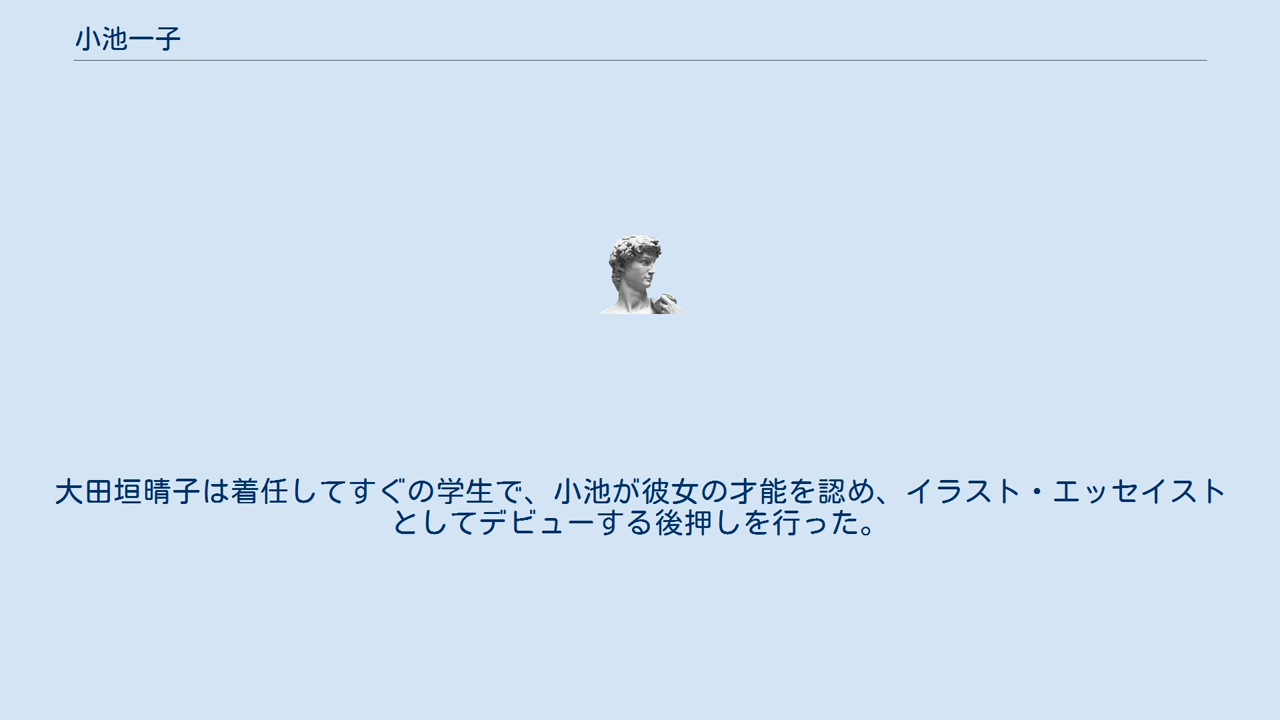 小池一子
大田垣晴子は着任してすぐの学生で、小池が彼女の才能を認め、イラスト・エッセイスト
としてデビューする後押しを行った。